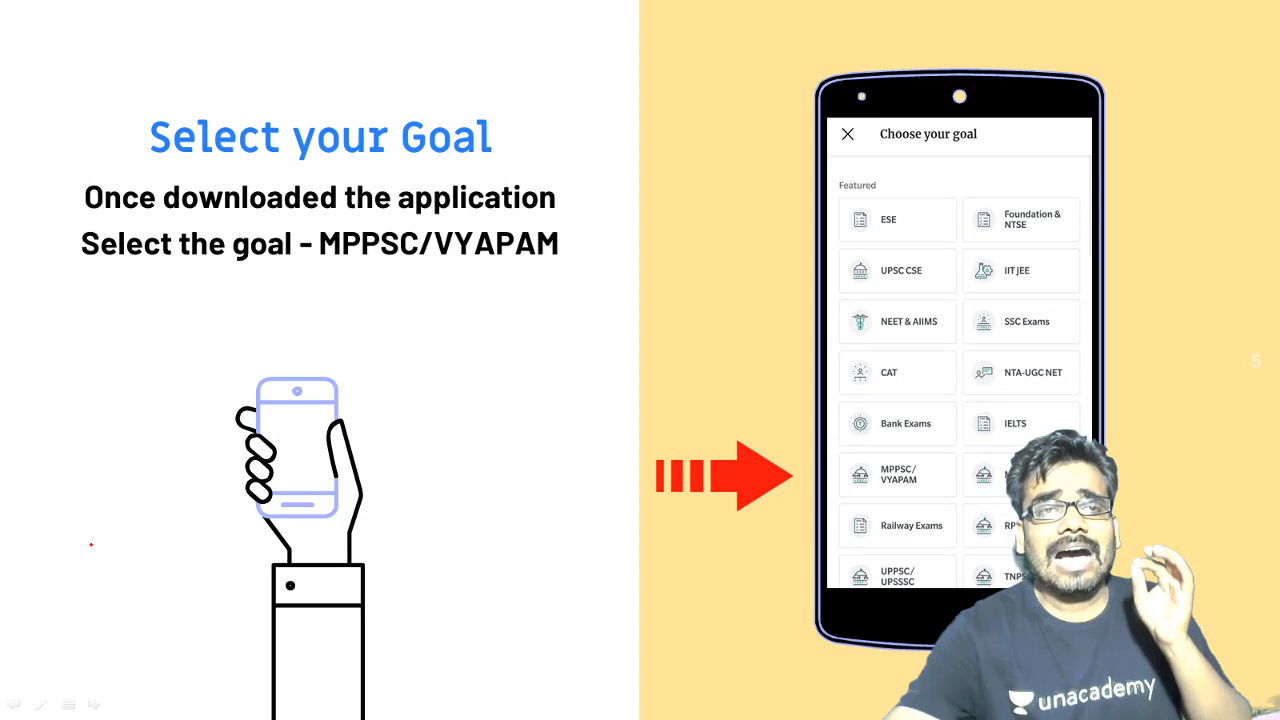 Select your Goal
Once downloaded the application
Select the goal - MPPSC/VYAPAM
Choose your goal
Featured
ESE
Foundation &
NTSE
UPSC CSE
IIT JEE
NEET & AIIMS
SSC Exams
CAT
NTA-UGC NET
Bank Exams
IELTS
MPPSC/
VYAPAM
Railway Exams
UPPSC/
UPSSSC
5
unacademy